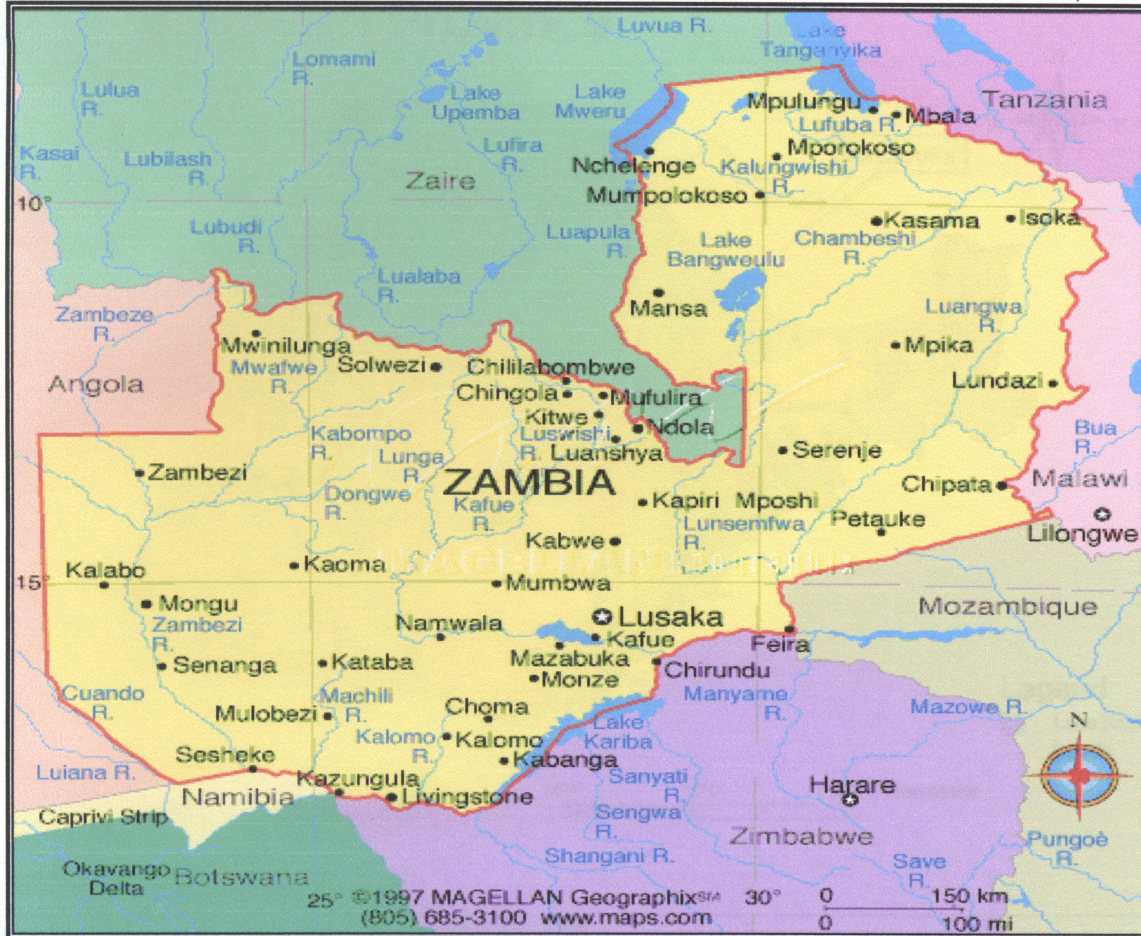 Luvua R.
Lake
Tanganyika
Lomami
R.
Lulua
R.
Lake
Upemba
Lake
Mweru
Tanzania
Mpulungu
Mbala
Lufuba R.
Kasai
R.
Lubilash
R.
Lufira
R.
Nchelenge
Mporokoso
Kalungwishi
R.
Zaire
Mumpolokoso
10°
Lubudi
R.
Luapula
R.
Kasama
Isoka
Lake
Bangweulu
Chambeshi
R.
Lualaba
R.
Mansa
Luangwa
R.
Zambeze
R.
Mwinilunga
Mwafwe
R.
Solwezi
Chililabombwe
Mpika
Angola
Chingola
Mufulira
Lundazi
Kitwe
Ndola
Kabompo
R.
Lunga
R.
Luswishi
R.
Luanshya
Bua
R.
Zambezi
Serenje
ZAMBIA
Malawi
Dongwe
R.
Kafue
R.
Kapiri Mposhi
Chipata
Lunsemfwa
R.
Petauke
Lilongwe
Kabwe
Kaoma
Kalabo
15°
Mumbwa
Mongu
Zambezi
R.
Lusaka
Mozambique
Namwala
Kafue
Feira
Senanga
Kataba
Mazabuka
Chirundu
Monze
Cuando
R.
Machili
R.
Manyame
R.
Mazowe R.
N
Mulobezi
Choma
Lake
Kariba
Kalomo
R.
Kalomo
Sesheke
Kabanga
Luiana R.
Kazungula
Sanyati
R.
Harare
Namibia
Livingstone
Caprivi Strip
Sengwa
R.
Zimbabwe
Pungoè
R.
Shangani R.
Save
R.
Okavango
Delta
Botswana
25° ©1997 MAGELLAN Geographix℠ 30° 0 150 km
(805) 685-3100 www.maps.com 0 100 mi